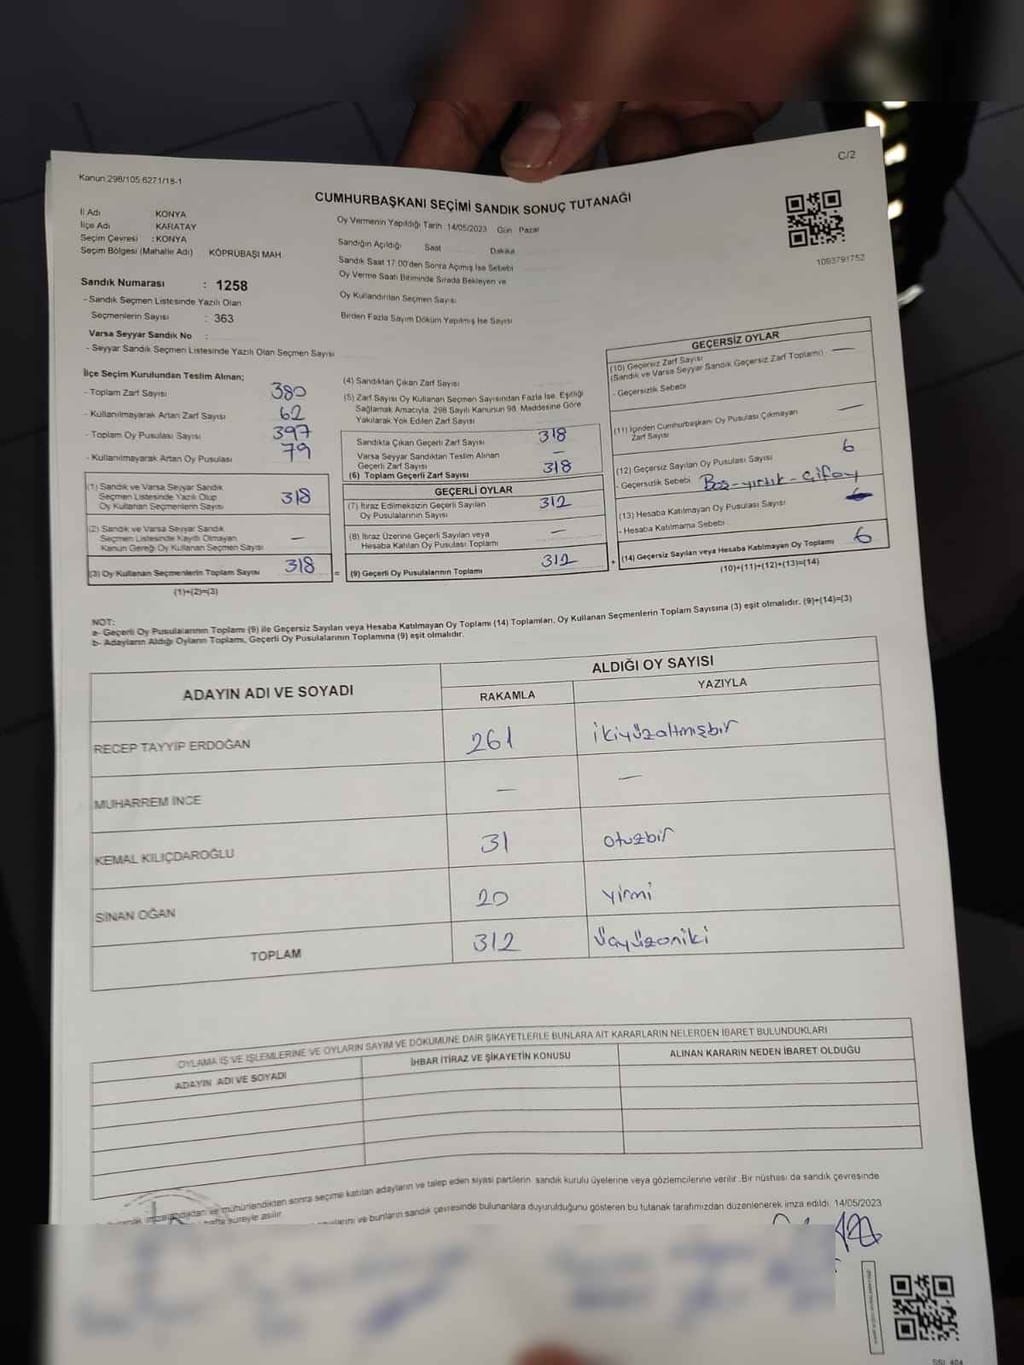 C/2
Kanun 298/105 6271/18-1
CUMHURBAŞKANI SEÇİMİ SANDIK SONUÇ TUTANAĞI
İl Adı KONYA
İlçe Adı KARATAY
Seçim Çevresi : KONYA
Seçim Bölgesi (Mahalle Adı) KÖPRÜBAŞI MAH.
Sandık Numarası : 1258
- Sandık Seçmen Listesinde Yazılı Olan
Seçmenlerin Sayısı : 363
Varsa Seyyar Sandık No :
- Seyyar Sandık Seçmen Listesinde Yazılı Olan Seçmen Sayısı
Oy Vermenin Yapıldığı Tarih 14/05/2023 Gün Pazar
Sandığın Açıldığı Saat Dakika
Sandık Saat 17:00'den Sonra Açımış İse Sebebi
Oy Verme Saati Bitiminde Sırada Bekleyen ve
Oy Kullandırılan Seçmen Sayısı
Birden Fazla Sayım Döküm Yapılmış İse Sayısı
1093791752
İlçe Seçim Kurulundan Teslim Alınan;
- Toplam Zarf Sayısı 380
- Kullanılmayarak Artan Zarf Sayısı 62
- Toplam Oy Pusulası Sayısı 397
- Kullanılmayarak Artan Oy Pusulası 79
(1) Sandık ve Varsa Seyyar Sandık
Seçmen Listesinde Yazılı Olup
Oy Kullanan Seçmenlerin Sayısı 318
(2) Sandık ve Varsa Seyyar Sandık
Seçmen Listesinde Kayıtlı Olmayan
Kanun Gereği Oy Kullanan Seçmen Sayısı —
(3) Oy Kullanan Seçmenlerin Toplam Sayısı 318
(1)+(2)=(3)
(4) Sandıktan Çıkan Zarf Sayısı
(5) Zarf Sayısı Oy Kullanan Seçmen Sayısından Fazla İse, Eşitliği
Sağlamak Amacıyla, 298 Sayılı Kanunun 98. Maddesine Göre
Yakılarak Yok Edilen Zarf Sayısı
Sandıkta Çıkan Geçerli Zarf Sayısı 318
Varsa Seyyar Sandıktan Teslim Alınan
Geçerli Zarf Sayısı —
(6) Toplam Geçerli Zarf Sayısı 318
GEÇERLİ OYLAR
(7) İtiraz Edilmeksizin Geçerli Sayılan
Oy Pusulalarının Sayısı 312
(8) İtiraz Üzerine Geçerli Sayılan veya
Hesaba Katılan Oy Pusulası Toplamı —
= (9) Geçerli Oy Pusulalarının Toplamı 312
GEÇERSİZ OYLAR
(10) Geçersiz Zarf Sayısı
(Sandık ve Varsa Seyyar Sandık Geçersiz Zarf Toplamı) —
- Geçersizlik Sebebi
(11) İçinden Cumhurbaşkanı Oy Pusulası Çıkmayan
Zarf Sayısı —
(12) Geçersiz Sayılan Oy Pusulası Sayısı 6
- Geçersizlik Sebebi Boş-yırtık-çiftoy
(13) Hesaba Katılmayan Oy Pusulası Sayısı
- Hesaba Katılmama Sebebi
+ (14) Geçersiz Sayılan veya Hesaba Katılmayan Oy Toplamı 6
(10)+(11)+(12)+(13)=(14)
NOT:
a- Geçerli Oy Pusulalarının Toplamı (9) ile Geçersiz Sayılan veya Hesaba Katılmayan Oy Toplamı (14) Toplamları, Oy Kullanan Seçmenlerin Toplam Sayısına (3) eşit olmalıdır. (9)+(14)=(3)
b- Adayların Aldığı Oyların Toplamı, Geçerli Oy Pusulalarının Toplamına (9) eşit olmalıdır.
ADAYIN ADI VE SOYADI ALDIĞI OY SAYISI
RAKAMLA YAZIYLA
RECEP TAYYİP ERDOĞAN 261 ikiyüzaltmışbir
MUHARREM İNCE — —
KEMAL KILIÇDAROĞLU 31 otuzbir
SİNAN OĞAN 20 yirmi
TOPLAM 312 üçyüzoniki
OYLAMA İŞ VE İŞLEMLERİNE VE OYLARIN SAYIM VE DÖKÜMÜNE DAİR ŞİKAYETLERLE BUNLARA AİT KARARLARIN NELERDEN İBARET BULUNDUKLARI
ADAYIN ADI VE SOYADI İHBAR İTİRAZ VE ŞİKAYETİN KONUSU ALINAN KARARIN NEDEN İBARET OLDUĞU
imzalandıktan ve mühürlendikten sonra seçime katılan adayların ve talep eden siyasi partilerin sandık kurulu üyelerine veya gözlemcilerine verilir. Bir nüshası da sandık çevresinde
hafta süreyle asılır.
ve bunların sandık çevresinde bulunanlara duyurulduğunu gösteren bu tutanak tarafımızdan düzenlenerek imza edildi. 14/05/2023